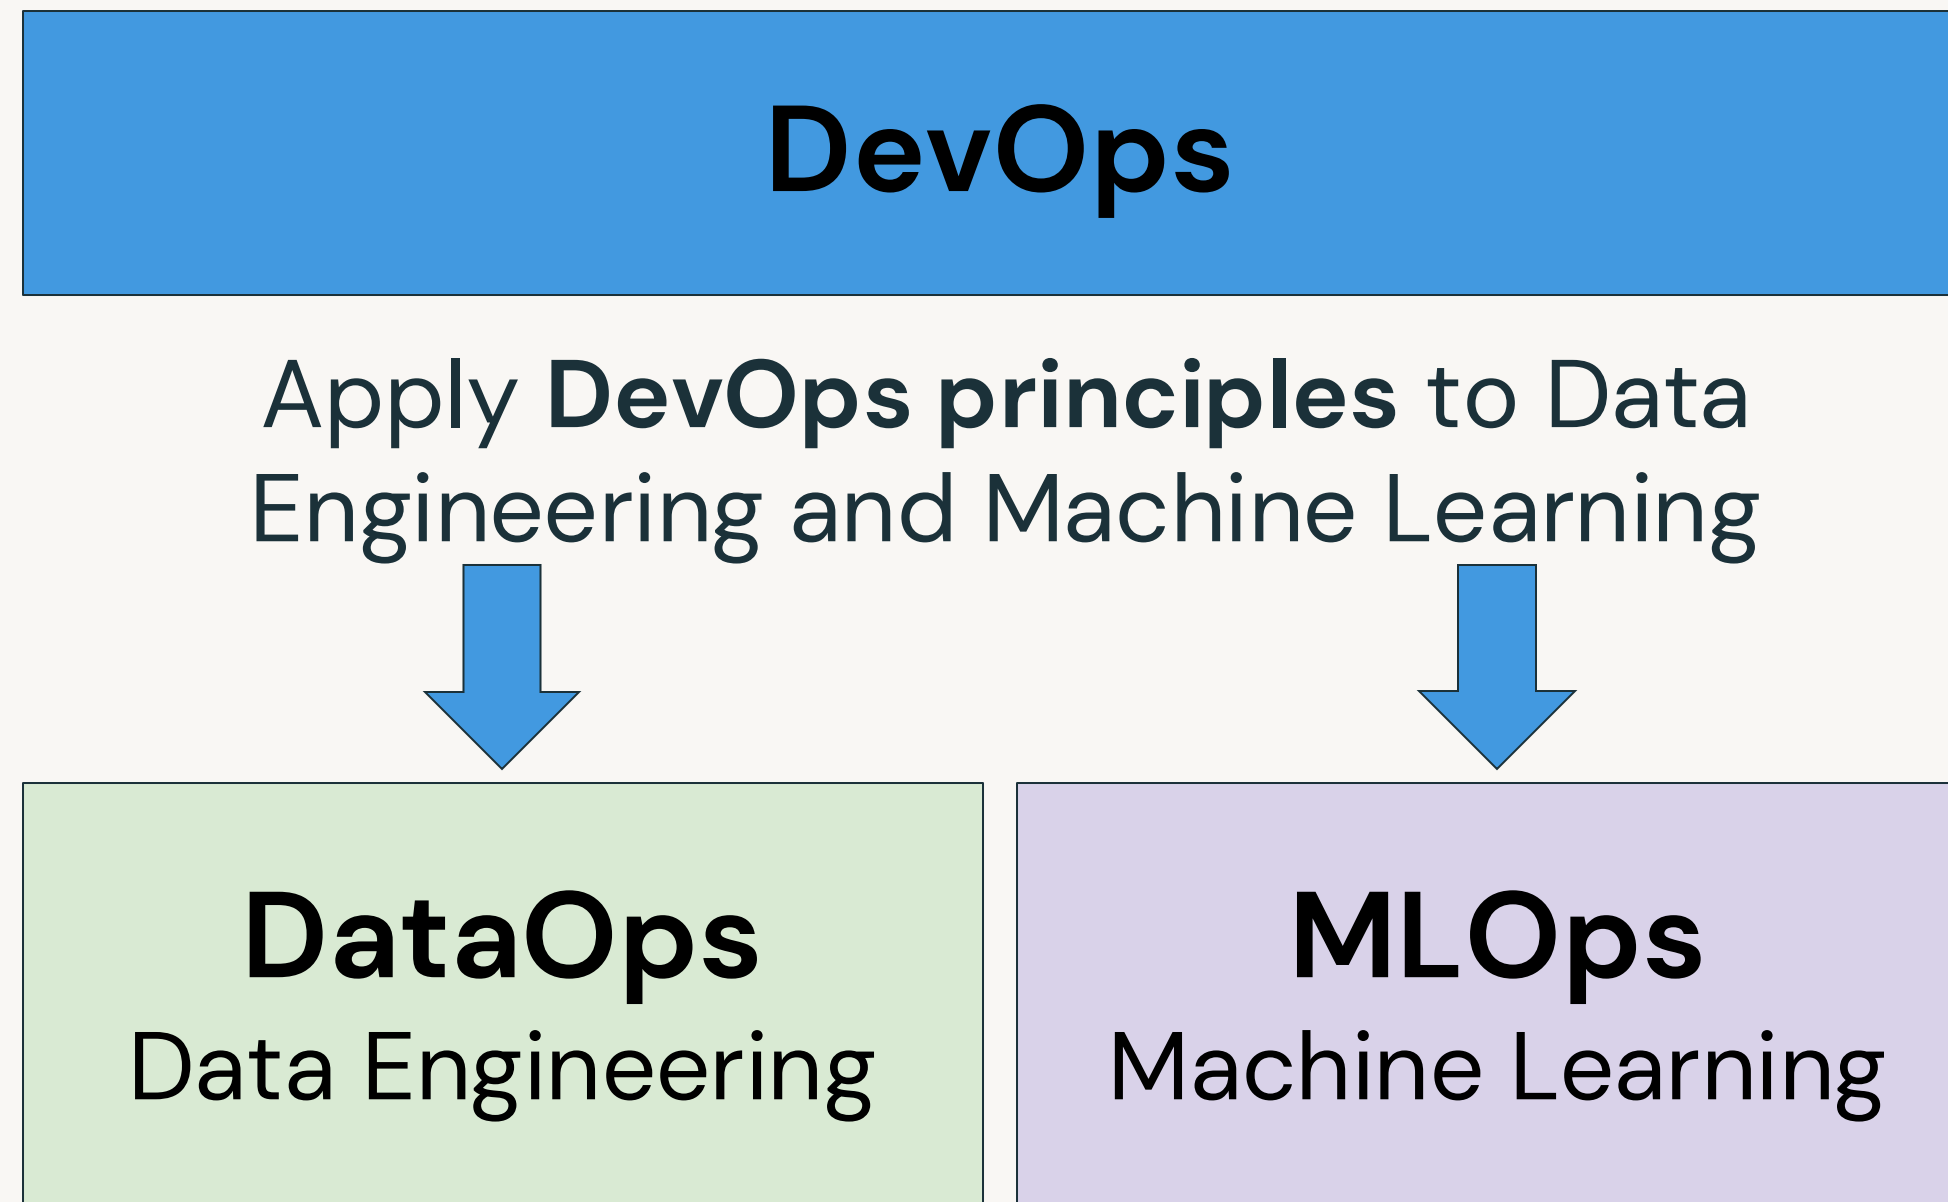 DevOps
Apply DevOps principles to Data
Engineering and Machine Learning
DataOps
Data Engineering
MLOps
Machine Learning